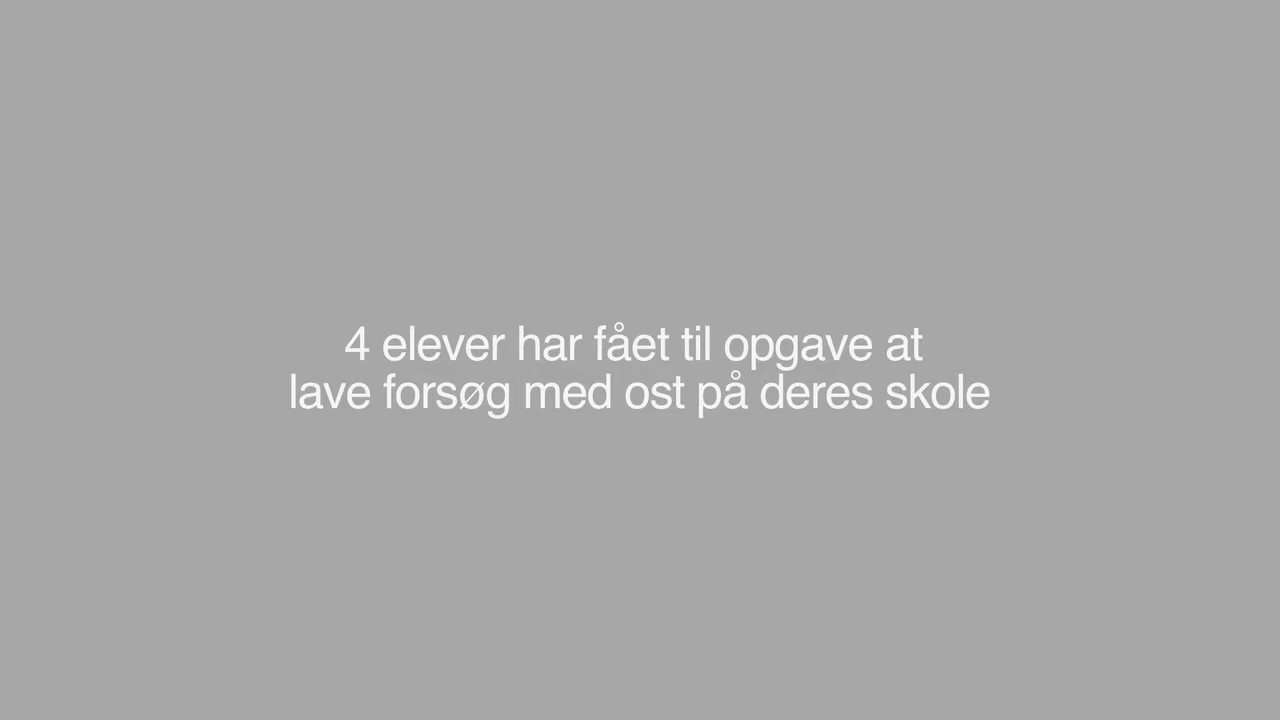 4 elever har fået til opgave at
lave forsøg med ost på deres skole